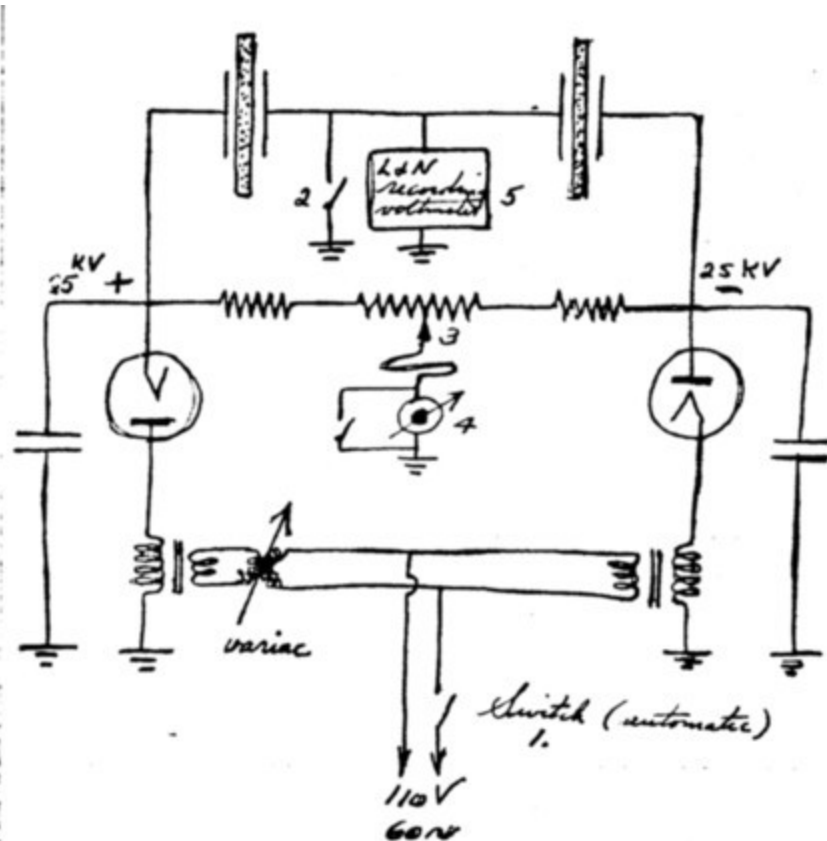 L&N
recording
voltmeter
2
5
25 KV
+
25 KV
-
3
4
variac
Switch (automatic)
1.
110V
60~